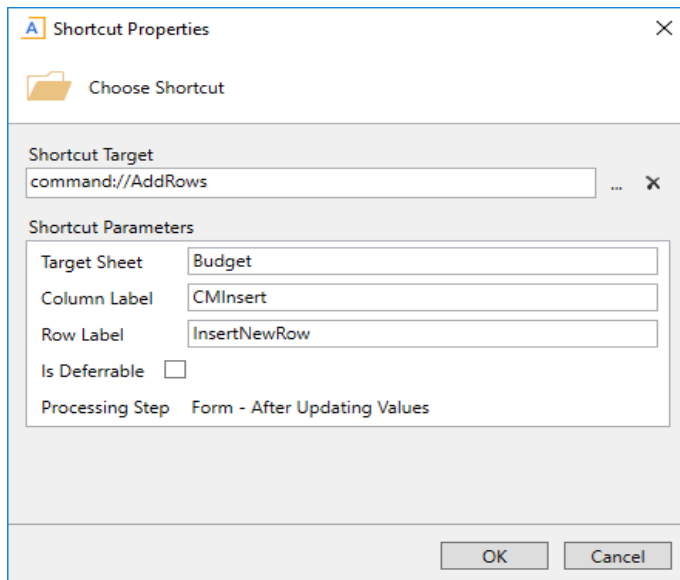 A Shortcut Properties
Choose Shortcut
Shortcut Target
command://AddRows ...
Shortcut Parameters
Target Sheet Budget
Column Label CMInsert
Row Label InsertNewRow
Is Deferrable
Processing Step Form - After Updating Values
OK Cancel